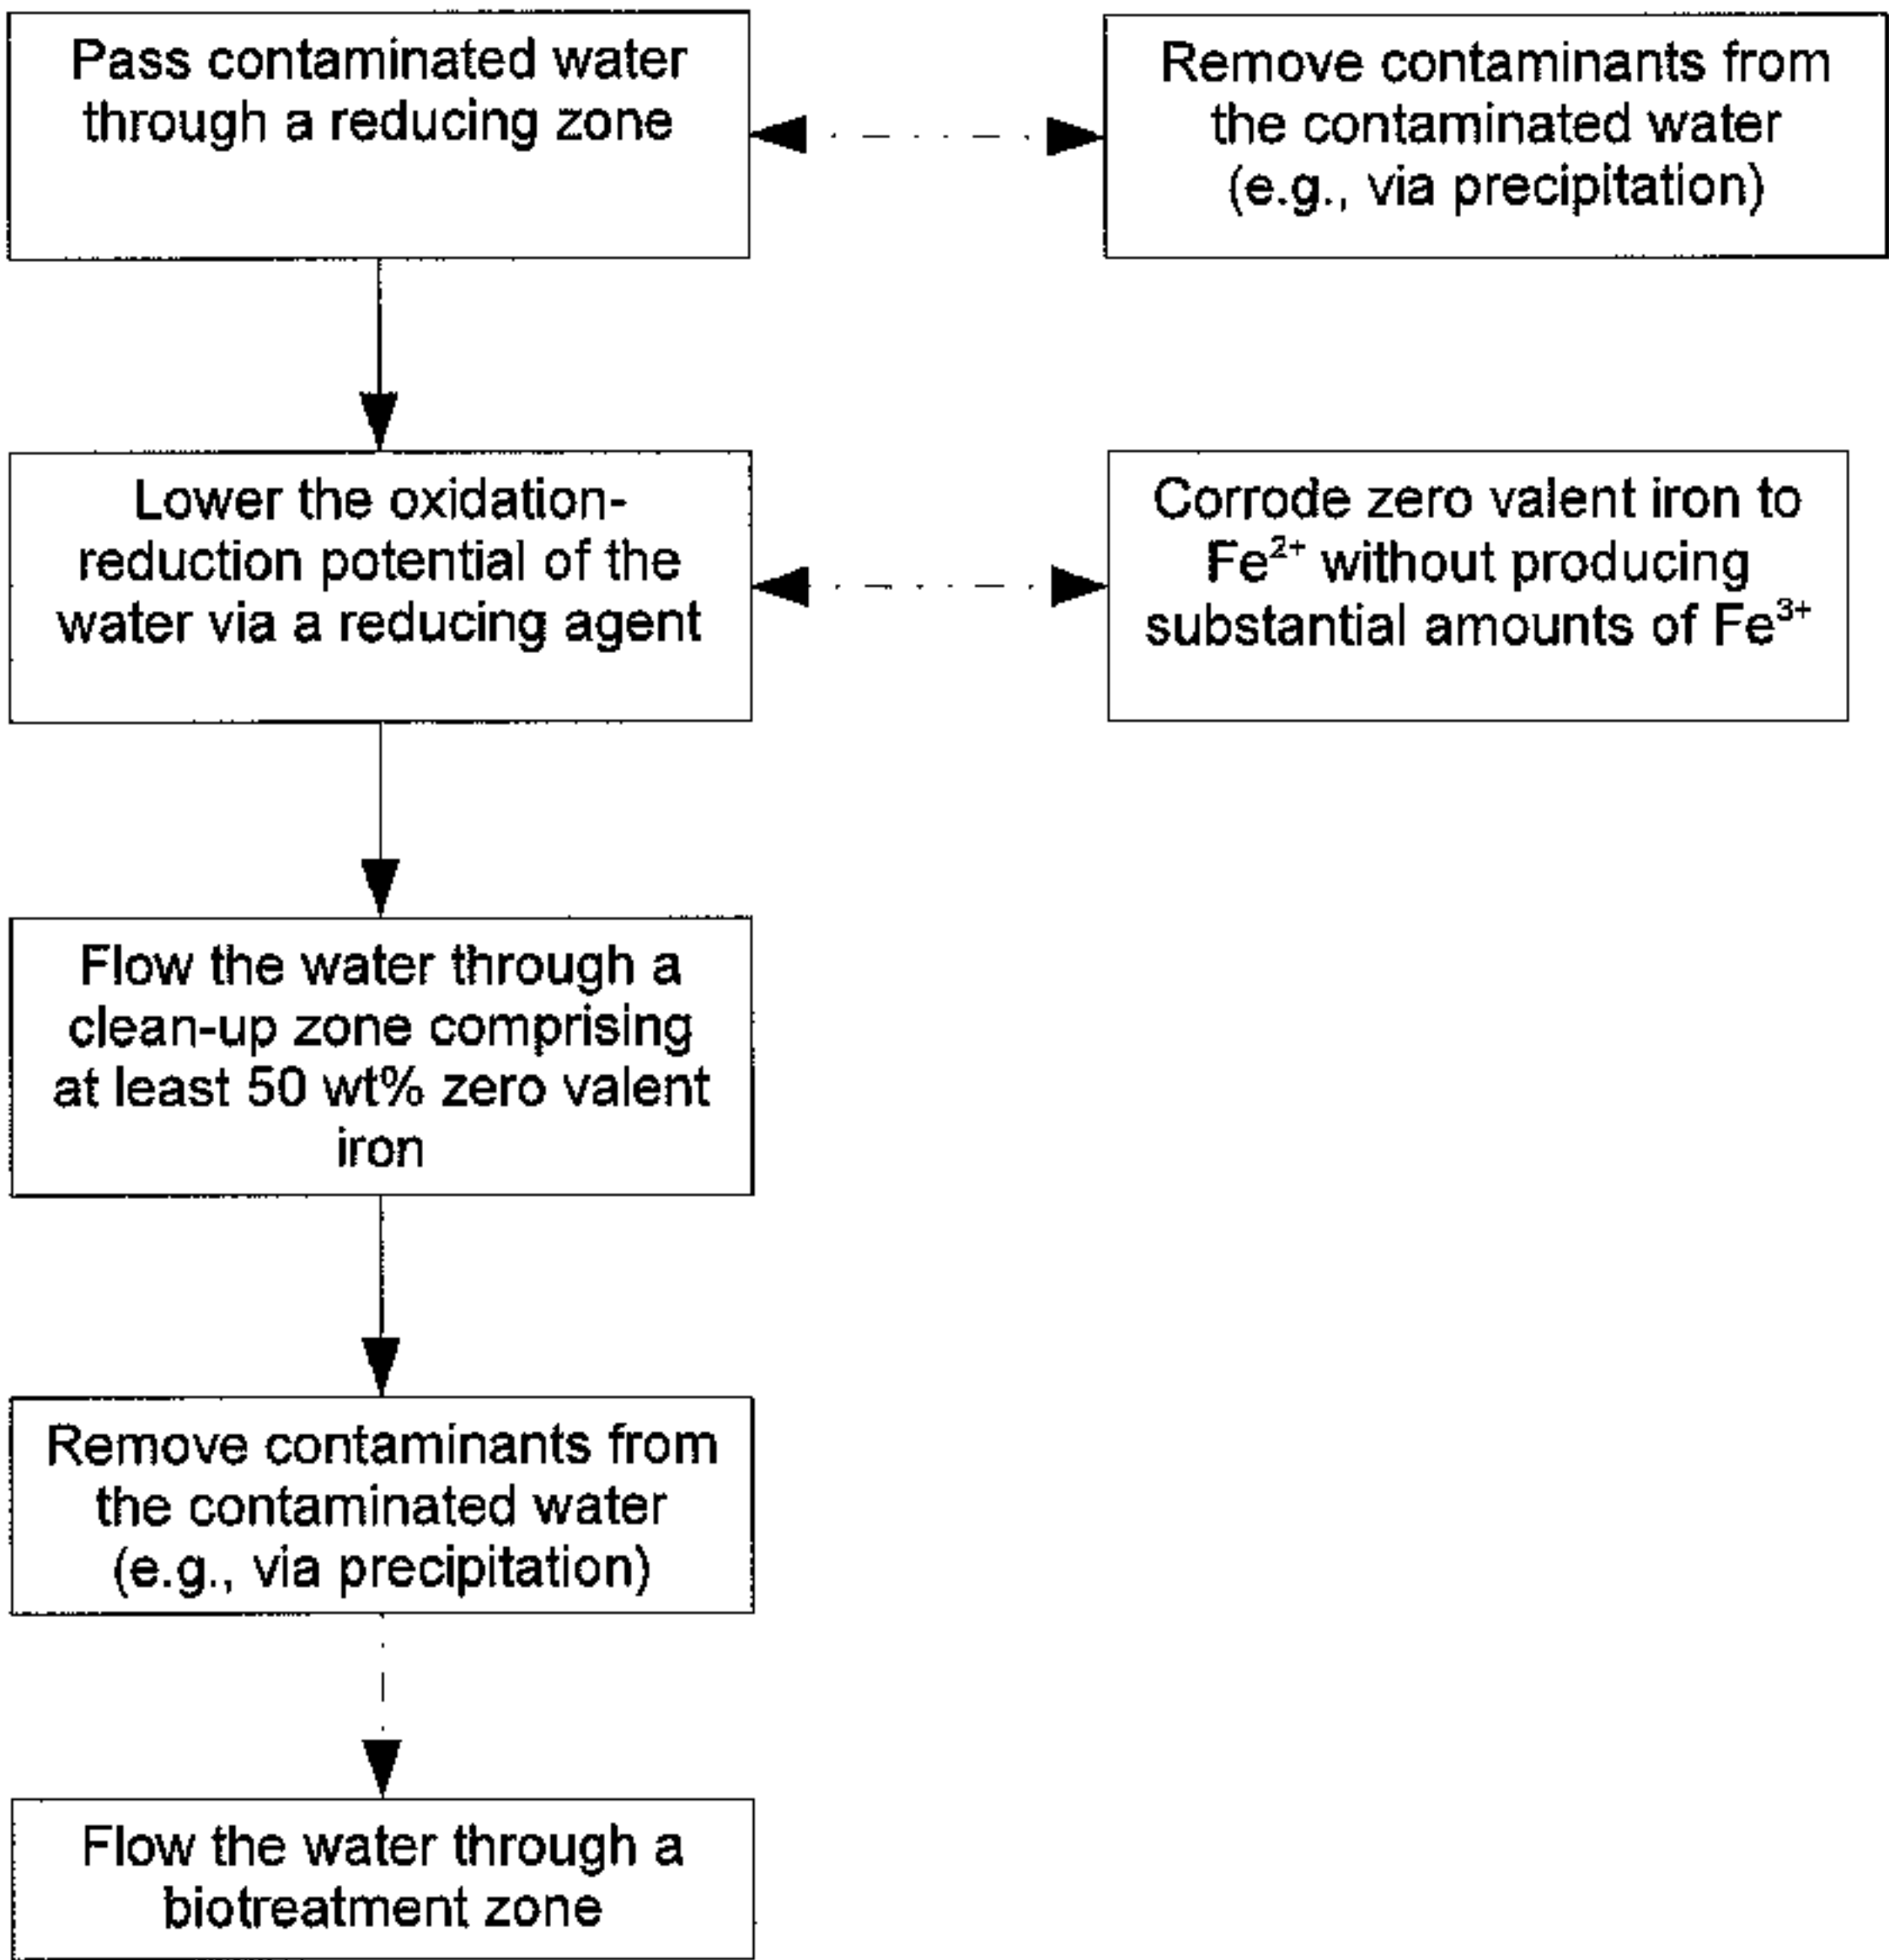 Pass contaminated water
through a reducing zone
Remove contaminants from
the contaminated water
(e.g., via precipitation)
Lower the oxidation-
reduction potential of the
water via a reducing agent
Corrode zero valent iron to
Fe²⁺ without producing
substantial amounts of Fe³⁺
Flow the water through a
clean-up zone comprising
at least 50 wt% zero valent
iron
Remove contaminants from
the contaminated water
(e.g., via precipitation)
Flow the water through a
biotreatment zone